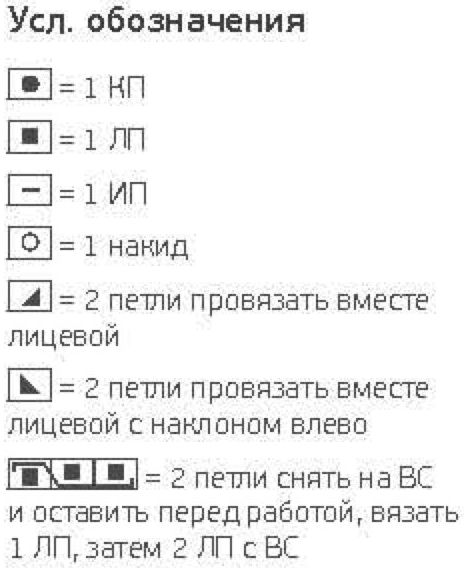 Усл. обозначения
= 1 КП
= 1 ЛП
= 1 ИП
= 1 накид
= 2 петли провязать вместе
лицевой
= 2 петли провязать вместе
лицевой с наклоном влево
= 2 петли снять на ВС
и оставить перед работой, вязать
1 ЛП, затем 2 ЛП с ВС